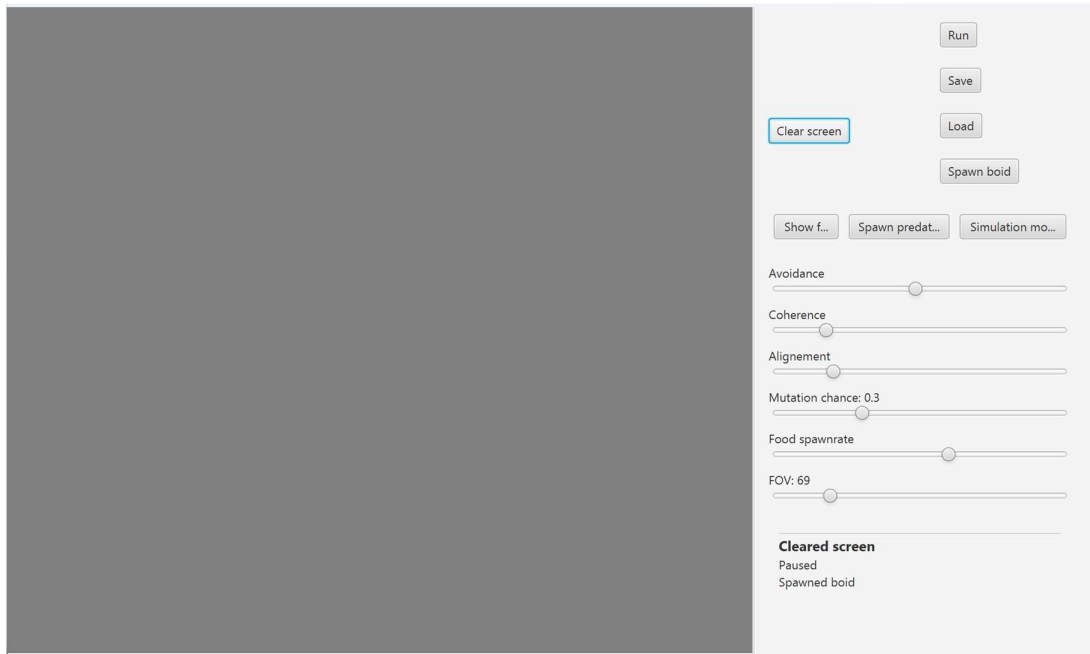 Run
Save
Clear screen
Load
Spawn boid
Show f...
Spawn predat...
Simulation mo...
Avoidance
Coherence
Alignement
Mutation chance: 0.3
Food spawnrate
FOV: 69
Cleared screen
Paused
Spawned boid